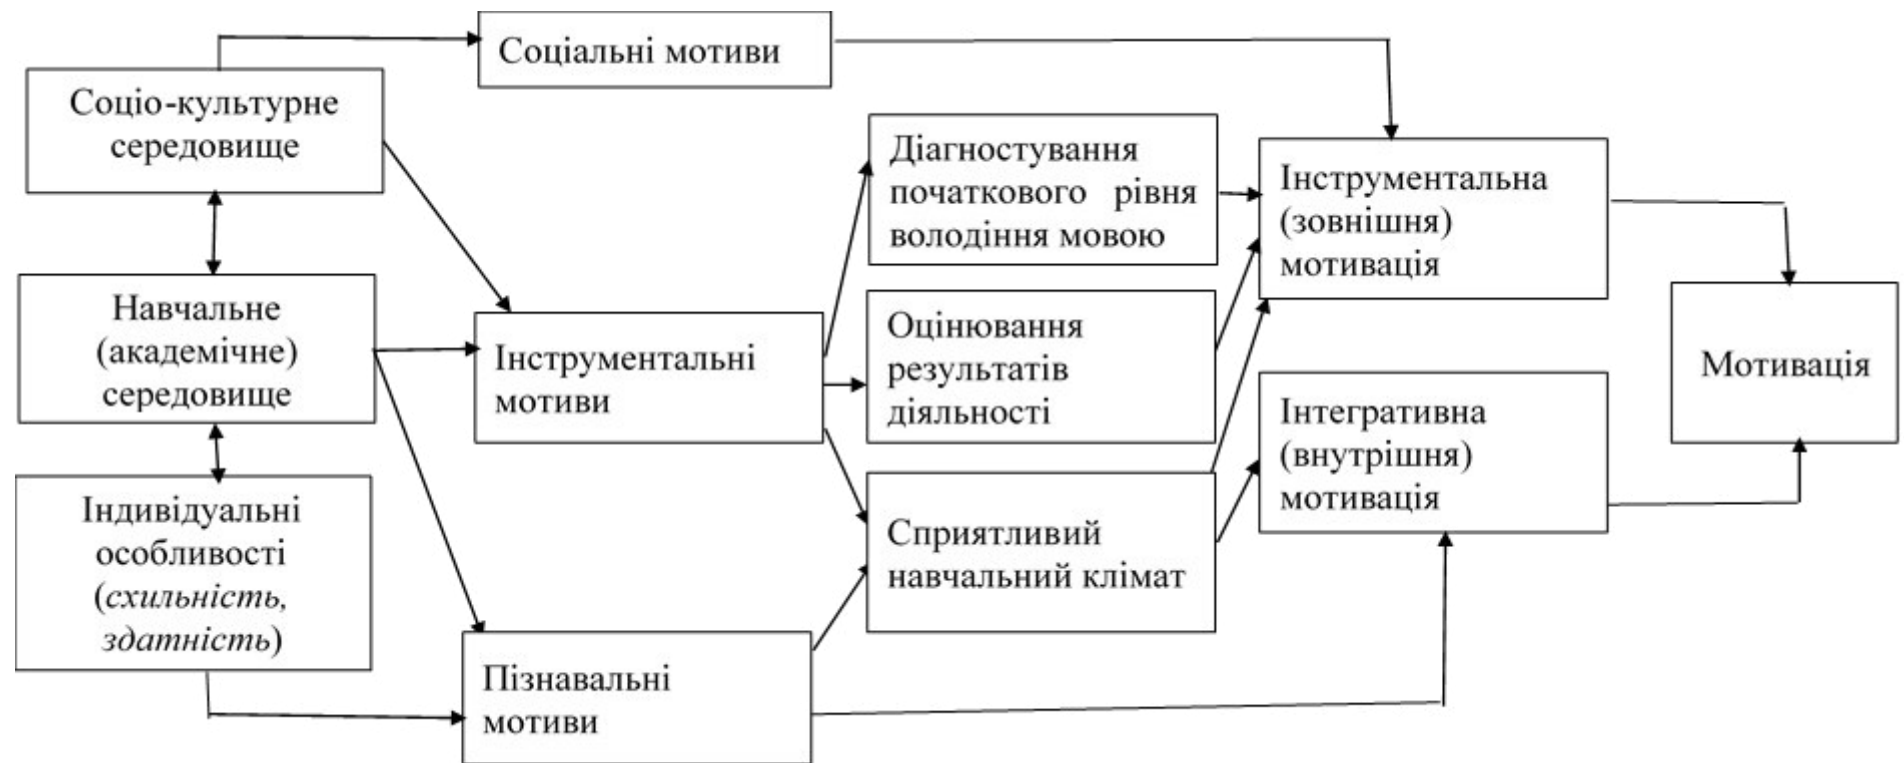 Соціальні мотиви
Соціо-культурне
середовище
Діагностування
початкового рівня
володіння мовою
Інструментальна
(зовнішня)
мотивація
Навчальне
(академічне)
середовище
Інструментальні
мотиви
Оцінювання
результатів
діяльності
Мотивація
Інтегративна
(внутрішня)
мотивація
Індивідуальні
особливості
(схильність,
здатність)
Сприятливий
навчальний клімат
Пізнавальні
мотиви